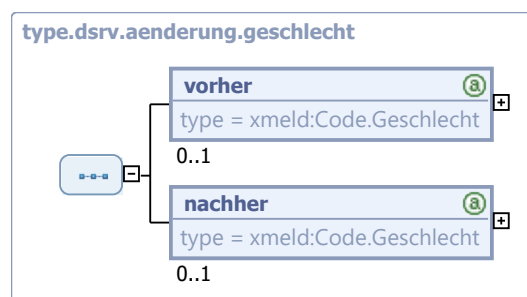 type.dsrv.aenderung.geschlecht
vorher
type = xmeld:Code.Geschlecht
0..1
nachher
type = xmeld:Code.Geschlecht
0..1